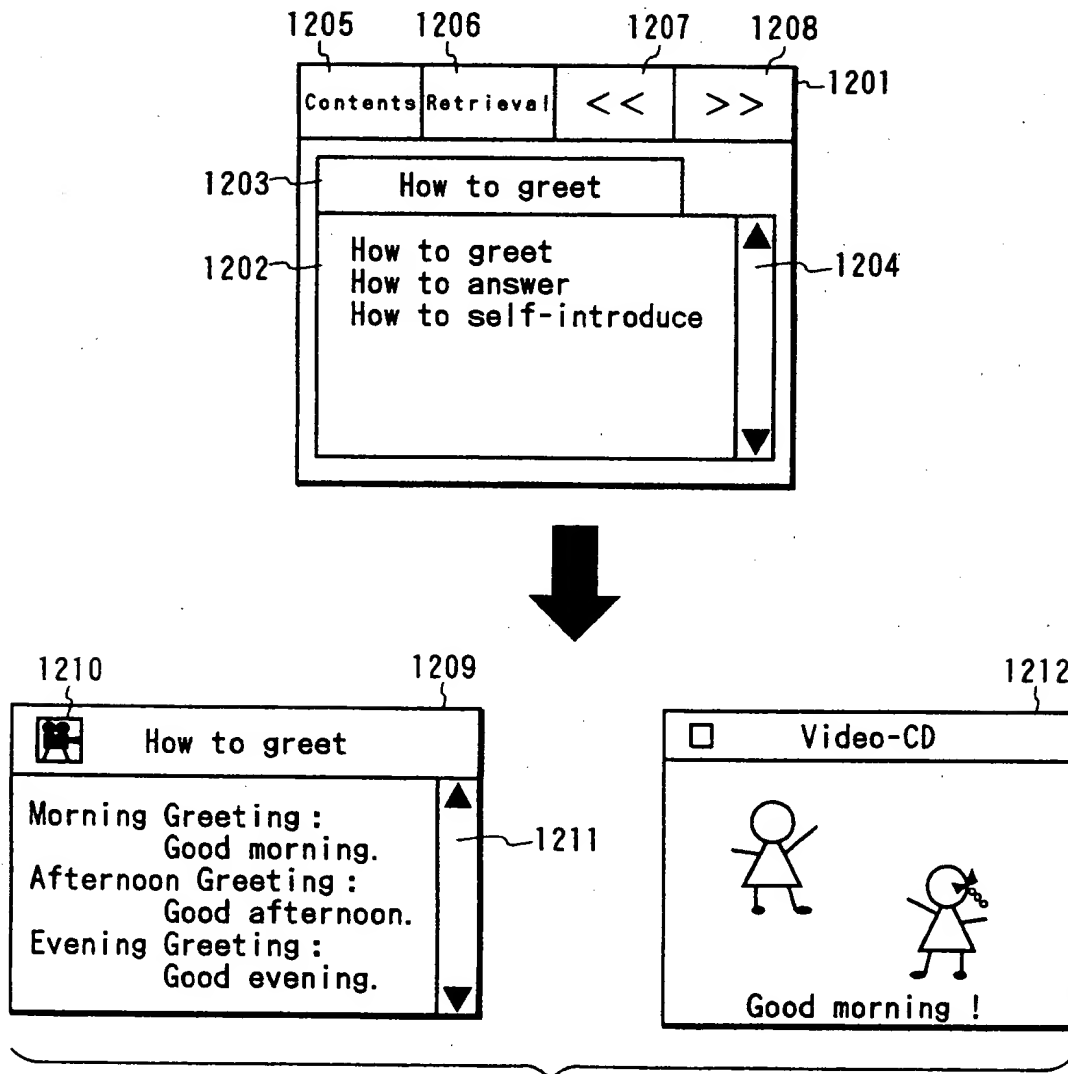 1205 1206 1207 1208
1201
Contents Retrieval << >>
1203 How to greet
1202 How to greet
How to answer 1204
How to self-introduce
1210 1209 1212
How to greet
Video-CD
Morning Greeting :
Good morning. 1211
Afternoon Greeting :
Good afternoon.
Evening Greeting :
Good evening.
Good morning !